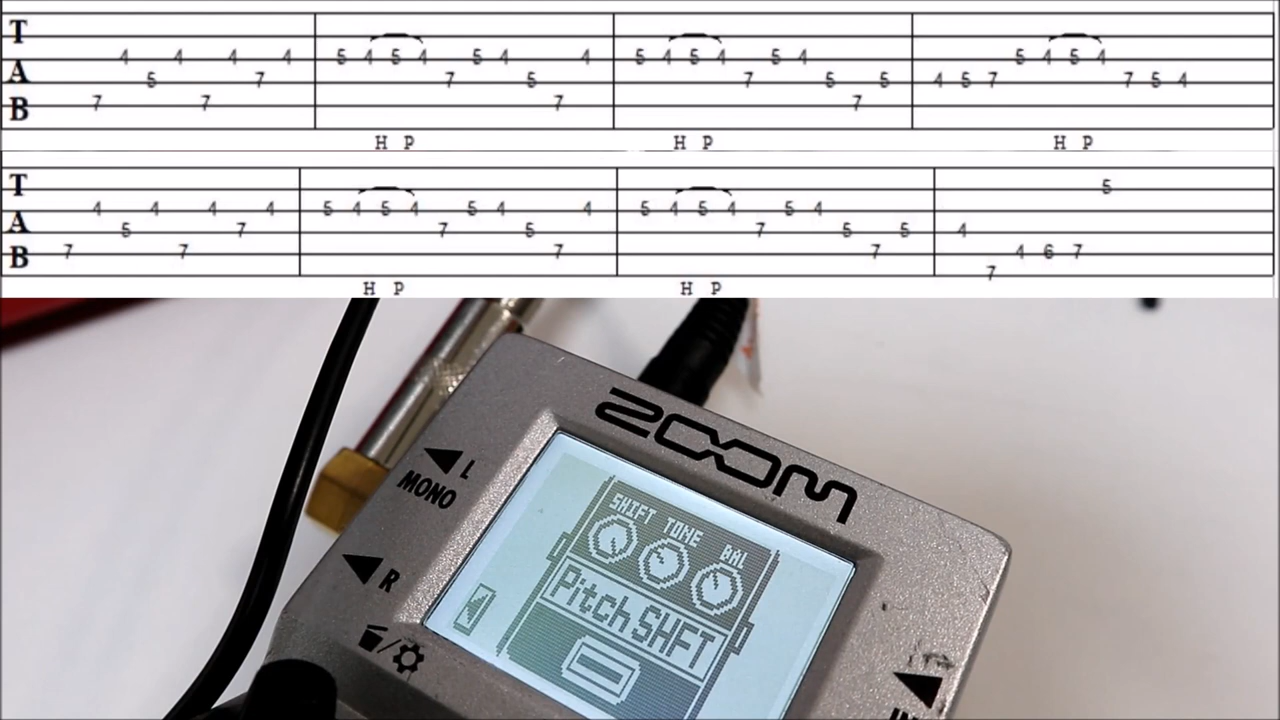 T
4 4 4 4 5 4 5 4 5 4 4 5 4 5 4 5 4 5 4 5 4
A 5 7 7 5 7 5 5 4 5 7 7 5 4
B 7 7 7 7
H P H P H P
T 5
4 4 4 4 5 4 5 4 5 4 4 5 4 5 4 5 4
A 5 7 7 5 7 5 5 4
B 7 7 7 7 4 6 7
7
H P H P
ZOOM
L
MONO
R
SHIFT TONE BAL
PitchSHFT